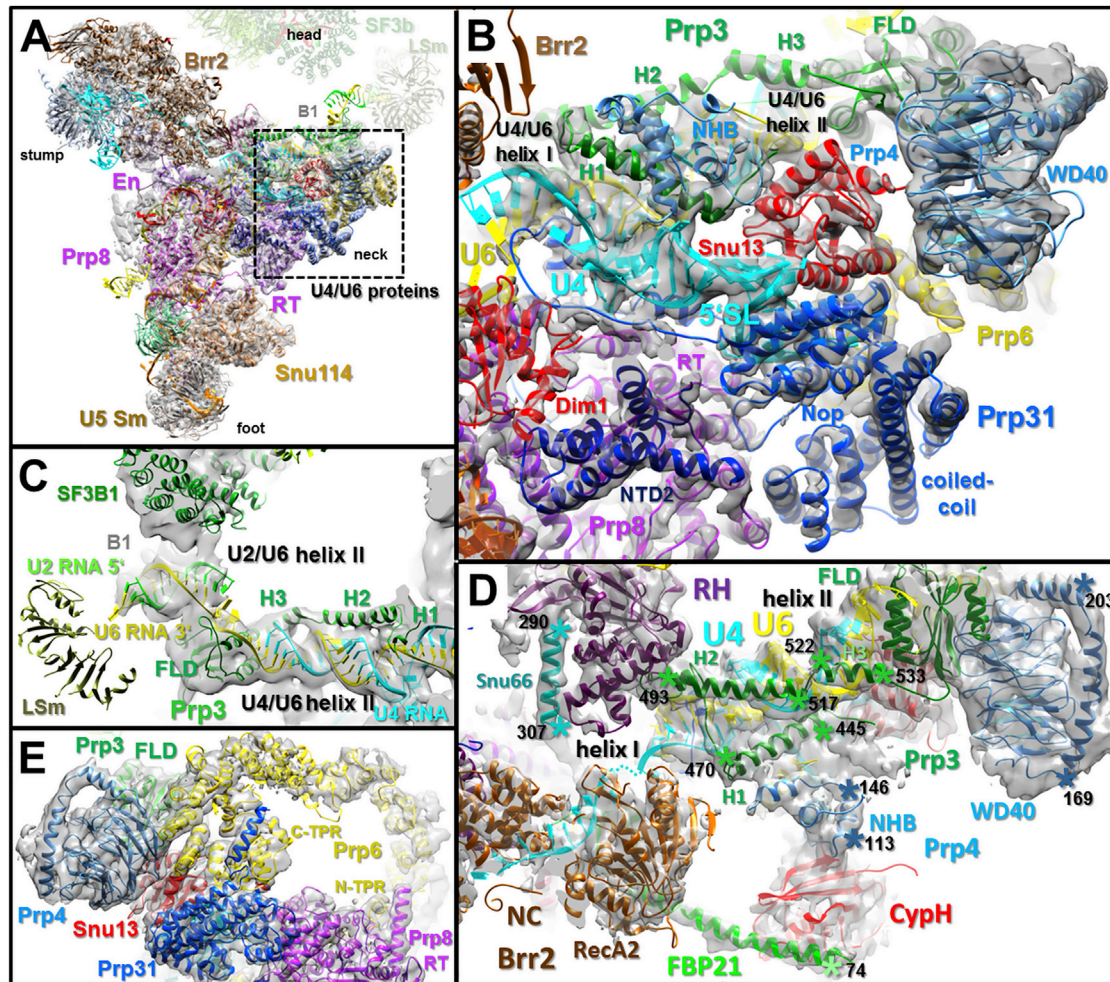 A
head
SF3b
LSm
Brr2
B1
stump
En
Prp8
neck
RT
U4/U6 proteins
Snu114
U5 Sm
foot
B
Brr2
Prp3
H3
FLD
H2
U4/U6
helix I
NHB
U4/U6
helix II
H1
Prp4
WD40
U6
U4
Snu13
5'SL
RT
Prp6
Dim1
Nop
Prp31
NTD2
Prp8
coiled-
coil
C
SF3B1
B1
U2/U6 helix II
U2 RNA 5'
H3
H2
H1
U6 RNA 3'
FLD
LSm
Prp3
U4/U6 helix II
U4 RNA
D
RH
FLD
helix II
203
290
U4
U6
522
H2
H3
Snu66
493
533
517
445
307
helix I
470
Prp3
H1
146
WD40
169
NHB
113
Prp4
NC
CypH
Brr2
RecA2
FBP21
74
E
Prp3
FLD
C-TPR
Prp6
N-TPR
Prp4
Snu13
Prp8
RT
Prp31